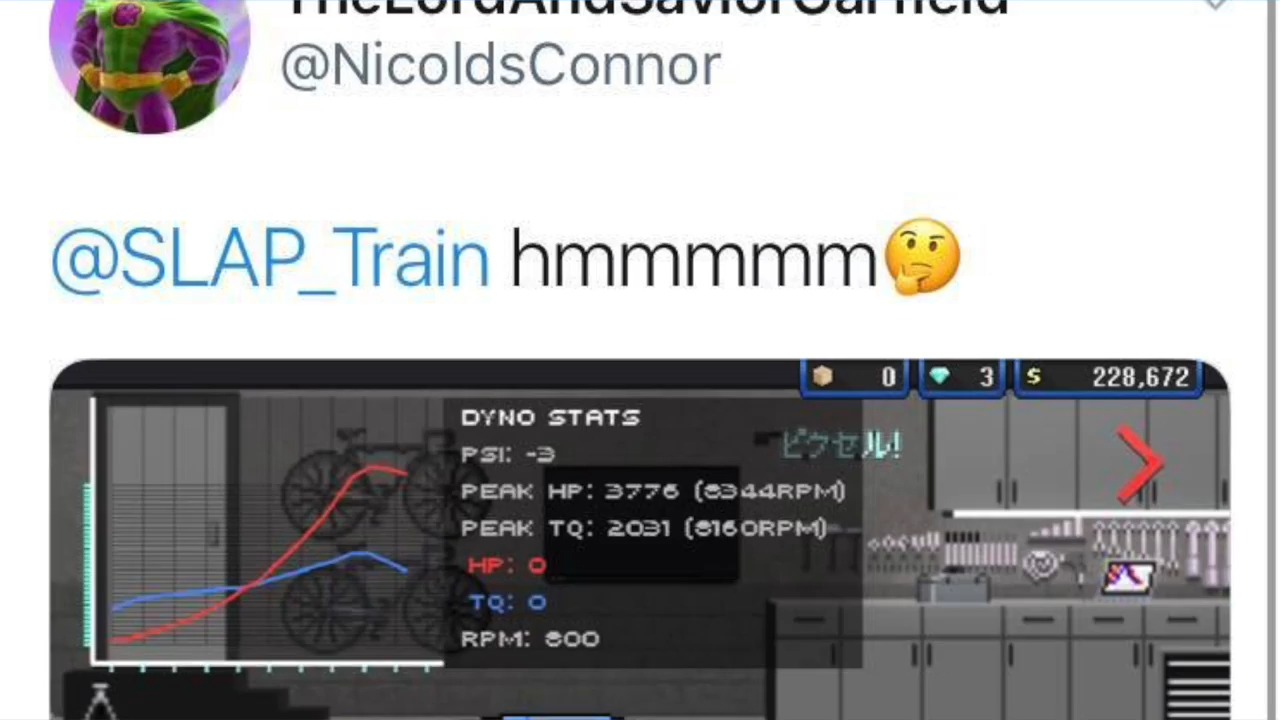 TheLordAndSaviorGarfield
@NicoldsConnor
@SLAP_Train hmmmmm🤔
0 3 $ 228,672
DYNO STATS
ピクセル!
PSI: -3
PEAK HP: 3776 (8344RPM)
PEAK TQ: 2031 (8160RPM)
HP: 0
TQ: 0
RPM: 800